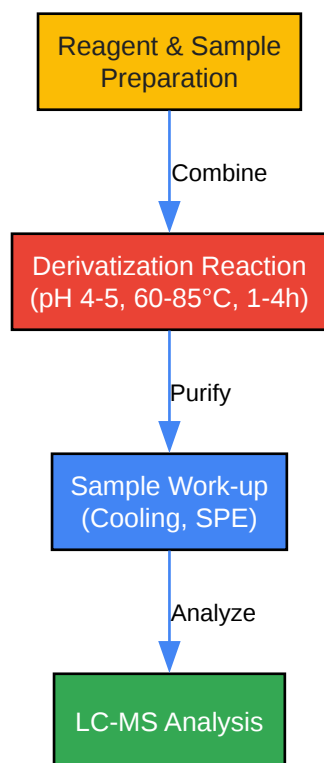 Reagent & Sample
Preparation
Combine
Derivatization Reaction
(pH 4-5, 60-85°C, 1-4h)
Purify
Sample Work-up
(Cooling, SPE)
Analyze
LC-MS Analysis